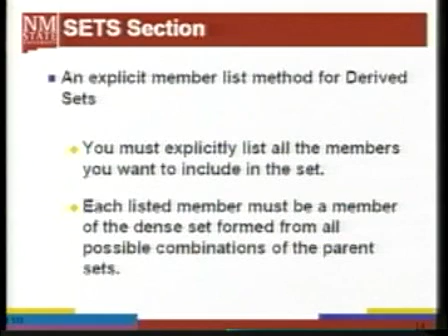 NM
STATE
SETS Section
An explicit member list method for Derived
Sets
You must explicitly list all the members
you want to include in the set.
Each listed member must be a member
of the dense set formed from all
possible combinations of the parent
sets.